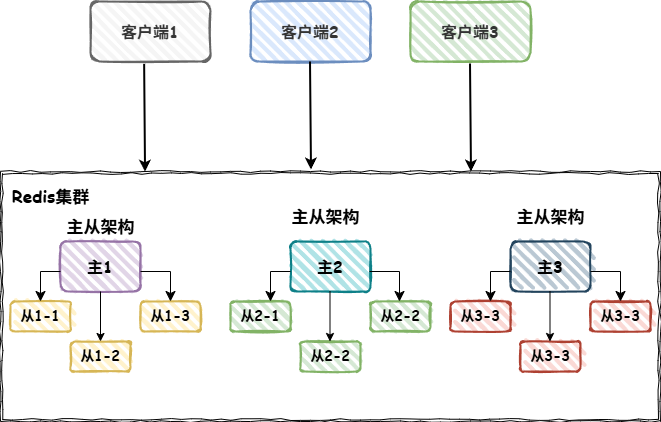 客户端1
客户端2
客户端3
Redis集群
主从架构
主从架构
主从架构
主1
主2
主3
从1-1
从1-3
从2-1
从2-2
从3-3
从3-3
从1-2
从2-2
从3-3